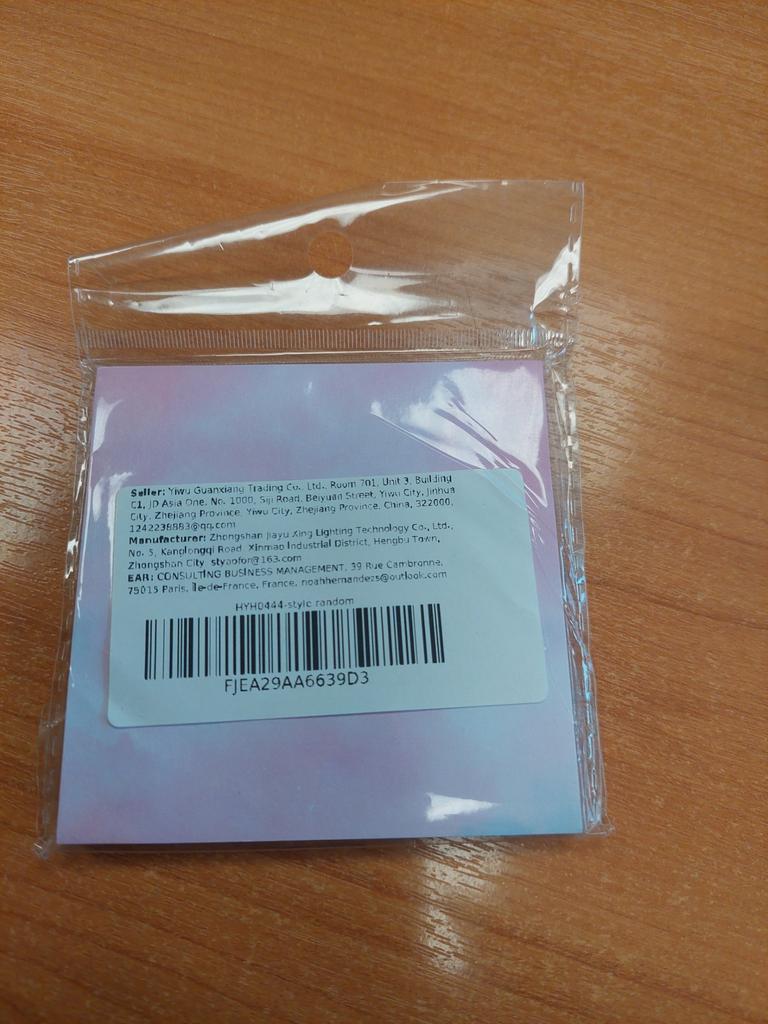 Seller: Yiwu Guanxiang Trading Co., Ltd., Room 701, Unit 3, Building
C1, JD Asia One, No. 1000, Siji Road, Beiyuan Street, Yiwu City, Jinhua
City, Zhejiang Province, Yiwu City, Zhejiang Province, China, 322000,
1242238883@qq.com
Manufacturer: Zhongshan Jiayu Xing Lighting Technology Co., Ltd.,
No. 5, Kanglongqi Road, Xinmao Industrial District, Hengbu Town,
Zhongshan City styaofor@163.com
EAR: CONSULTING BUSINESS MANAGEMENT, 39 Rue Cambronne,
75015 Paris, Île-de-France, France, noahhernandezs@outlook.com
HYH0444-style random
FJEA29AA6639D3